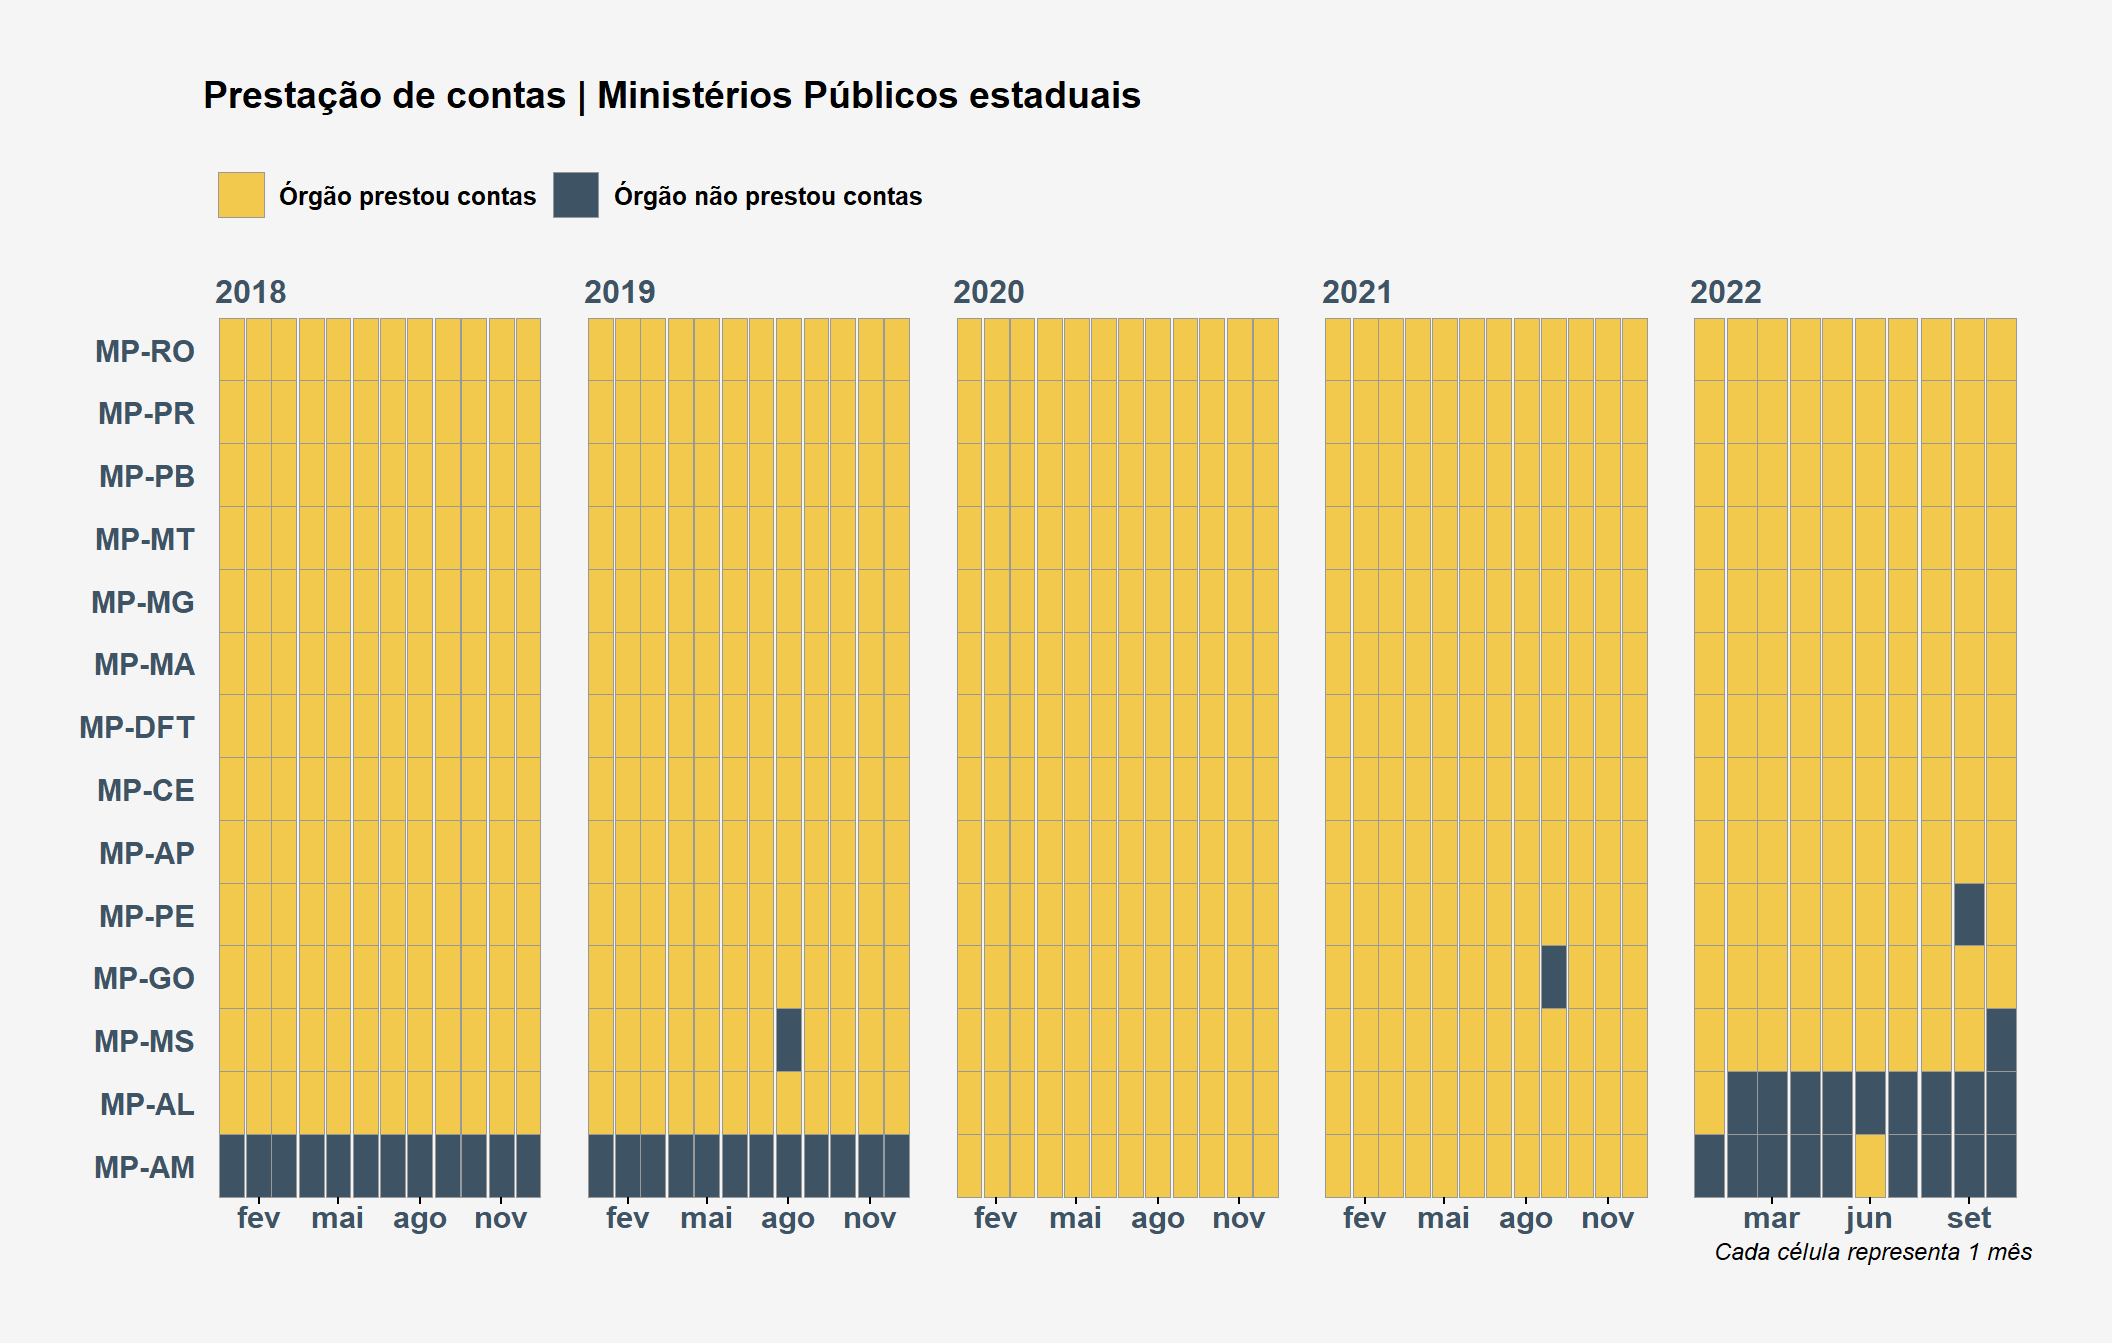 Prestação de contas | Ministérios Públicos estaduais
Órgão prestou contas Órgão não prestou contas
2018 2019 2020 2021 2022
MP-RO
MP-PR
MP-PB
MP-MT
MP-MG
MP-MA
MP-DFT
MP-CE
MP-AP
MP-PE
MP-GO
MP-MS
MP-AL
MP-AM
fev mai ago nov fev mai ago nov fev mai ago nov fev mai ago nov mar jun set
Cada célula representa 1 mês